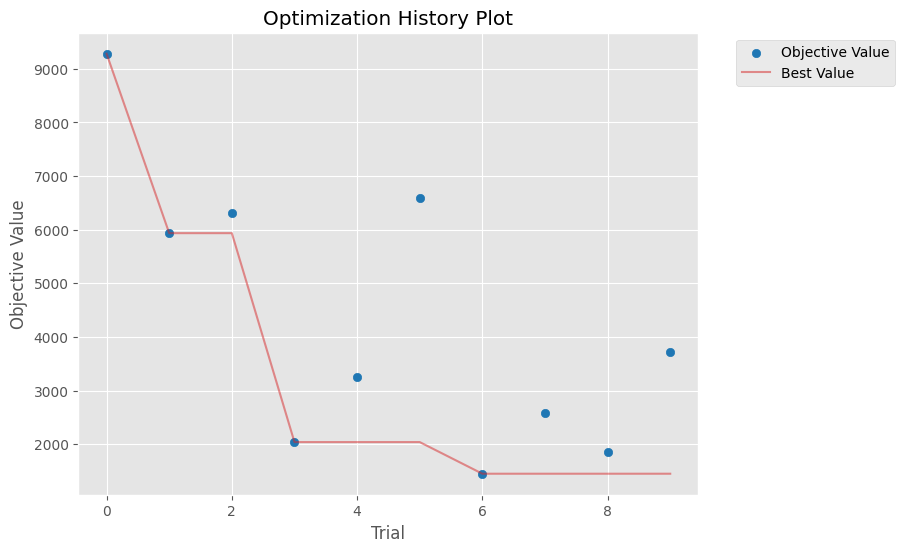 Optimization History Plot
Objective Value
Best Value
9000
8000
7000
6000
5000
4000
3000
2000
Objective Value
0 2 4 6 8
Trial